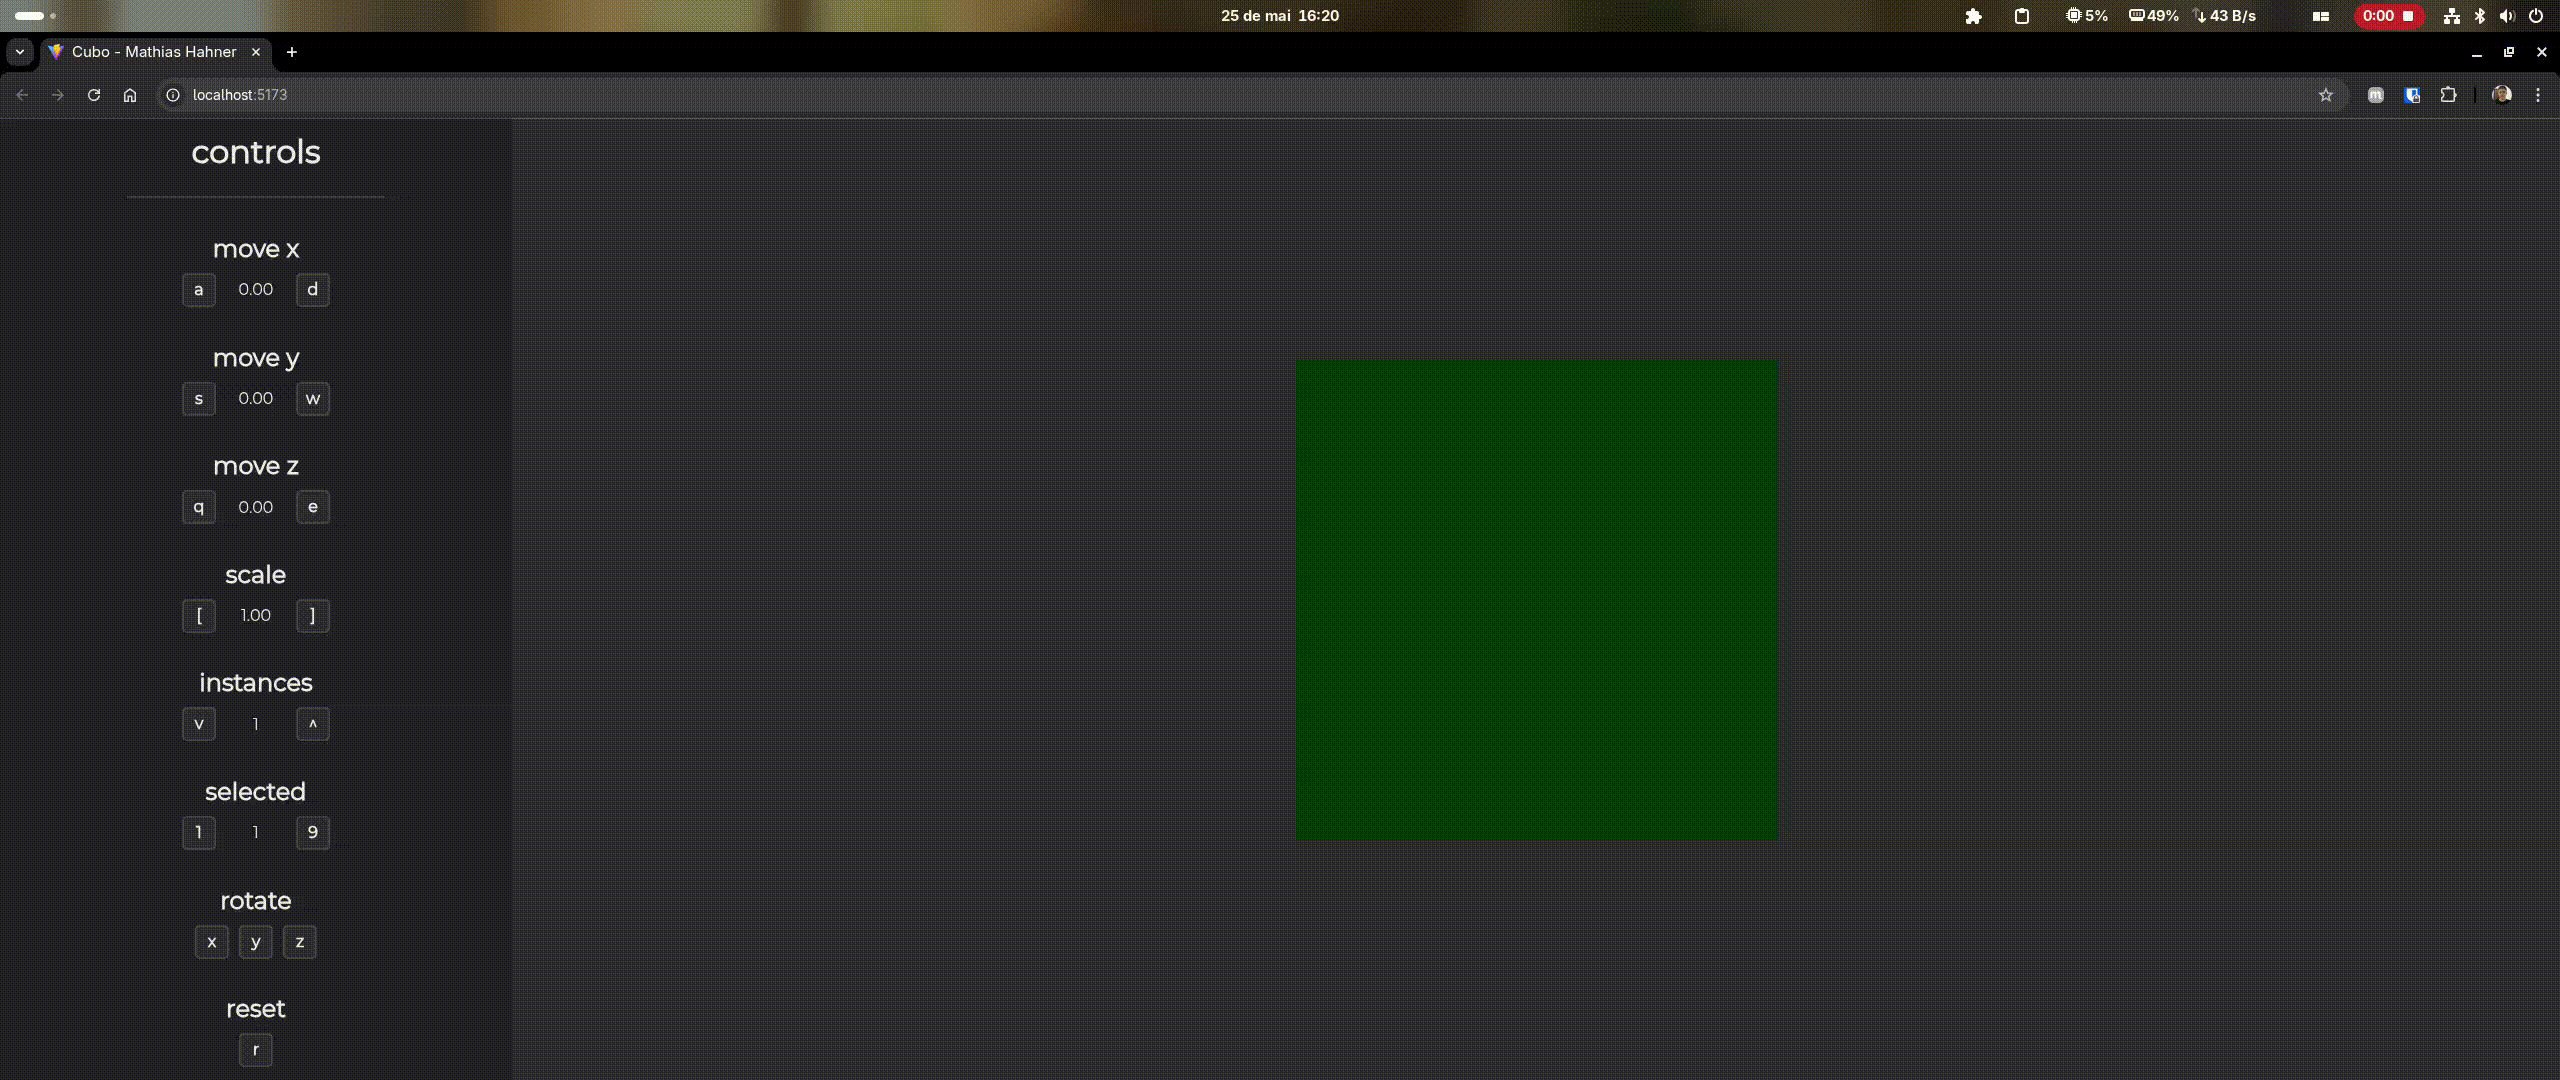 25 de mai 16:20
5% 49% 43 B/s 0:00
Cubo - Mathias Hahner
localhost:5173
controls
move x
a 0.00 d
move y
s 0.00 w
move z
q 0.00 e
scale
[ 1.00 ]
instances
v 1 ^
selected
1 1 9
rotate
x y z
reset
r